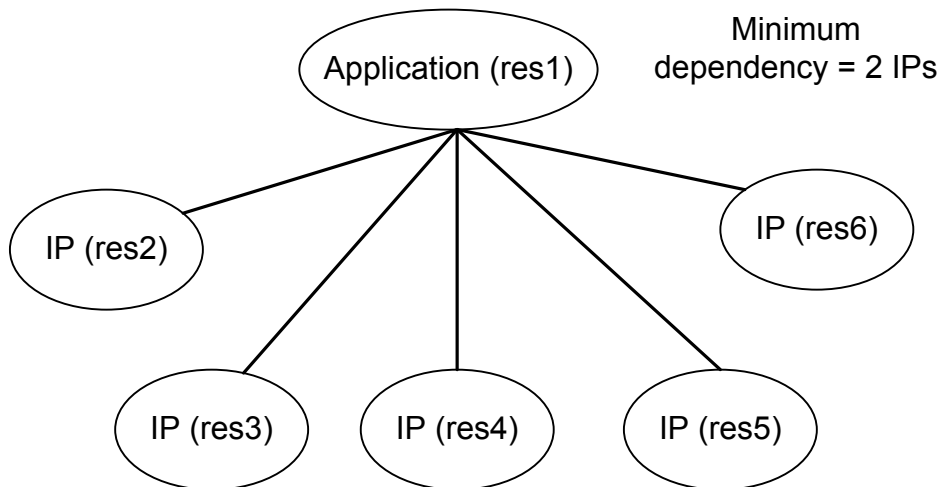 Application (res1)
Minimum
dependency = 2 IPs
IP (res2)
IP (res6)
IP (res3)
IP (res4)
IP (res5)